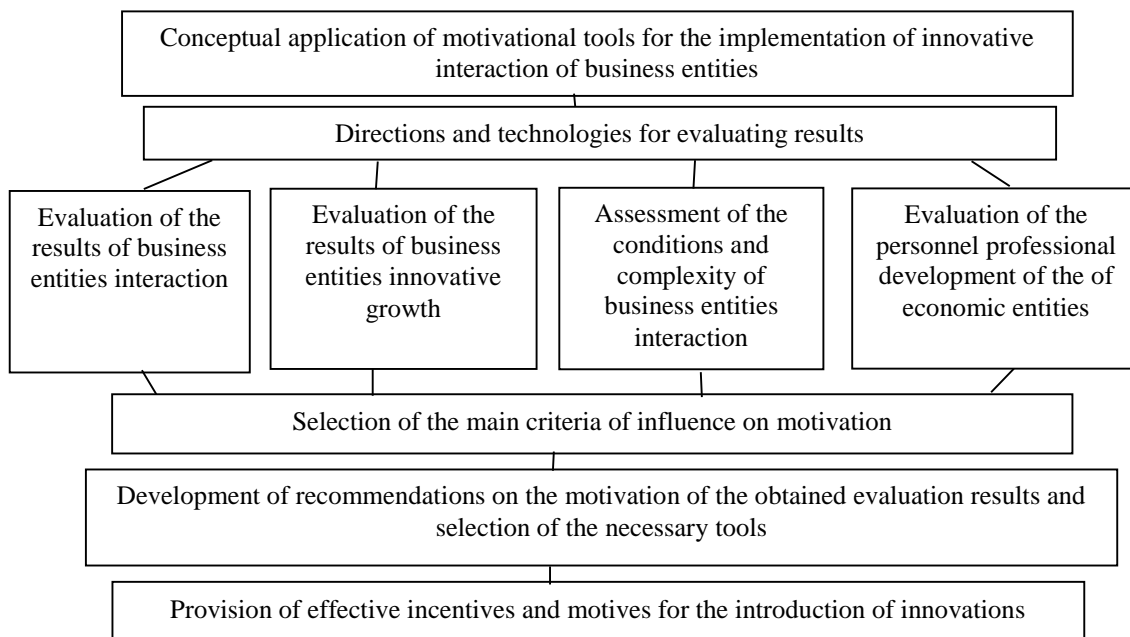 Conceptual application of motivational tools for the implementation of innovative
interaction of business entities
Directions and technologies for evaluating results
Evaluation of the
results of business
entities interaction
Evaluation of the
results of business
entities innovative
growth
Assessment of the
conditions and
complexity of
business entities
interaction
Evaluation of the
personnel professional
development of the of
economic entities
Selection of the main criteria of influence on motivation
Development of recommendations on the motivation of the obtained evaluation results and
selection of the necessary tools
Provision of effective incentives and motives for the introduction of innovations